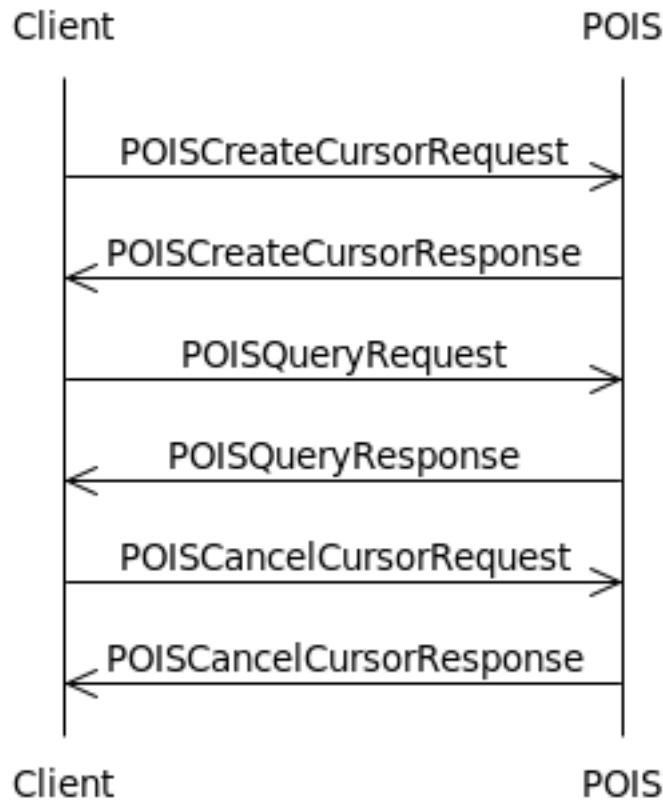 Client POIS
POISCreateCursorRequest
POISCreateCursorResponse
POISQueryRequest
POISQueryResponse
POISCancelCursorRequest
POISCancelCursorResponse
Client POIS